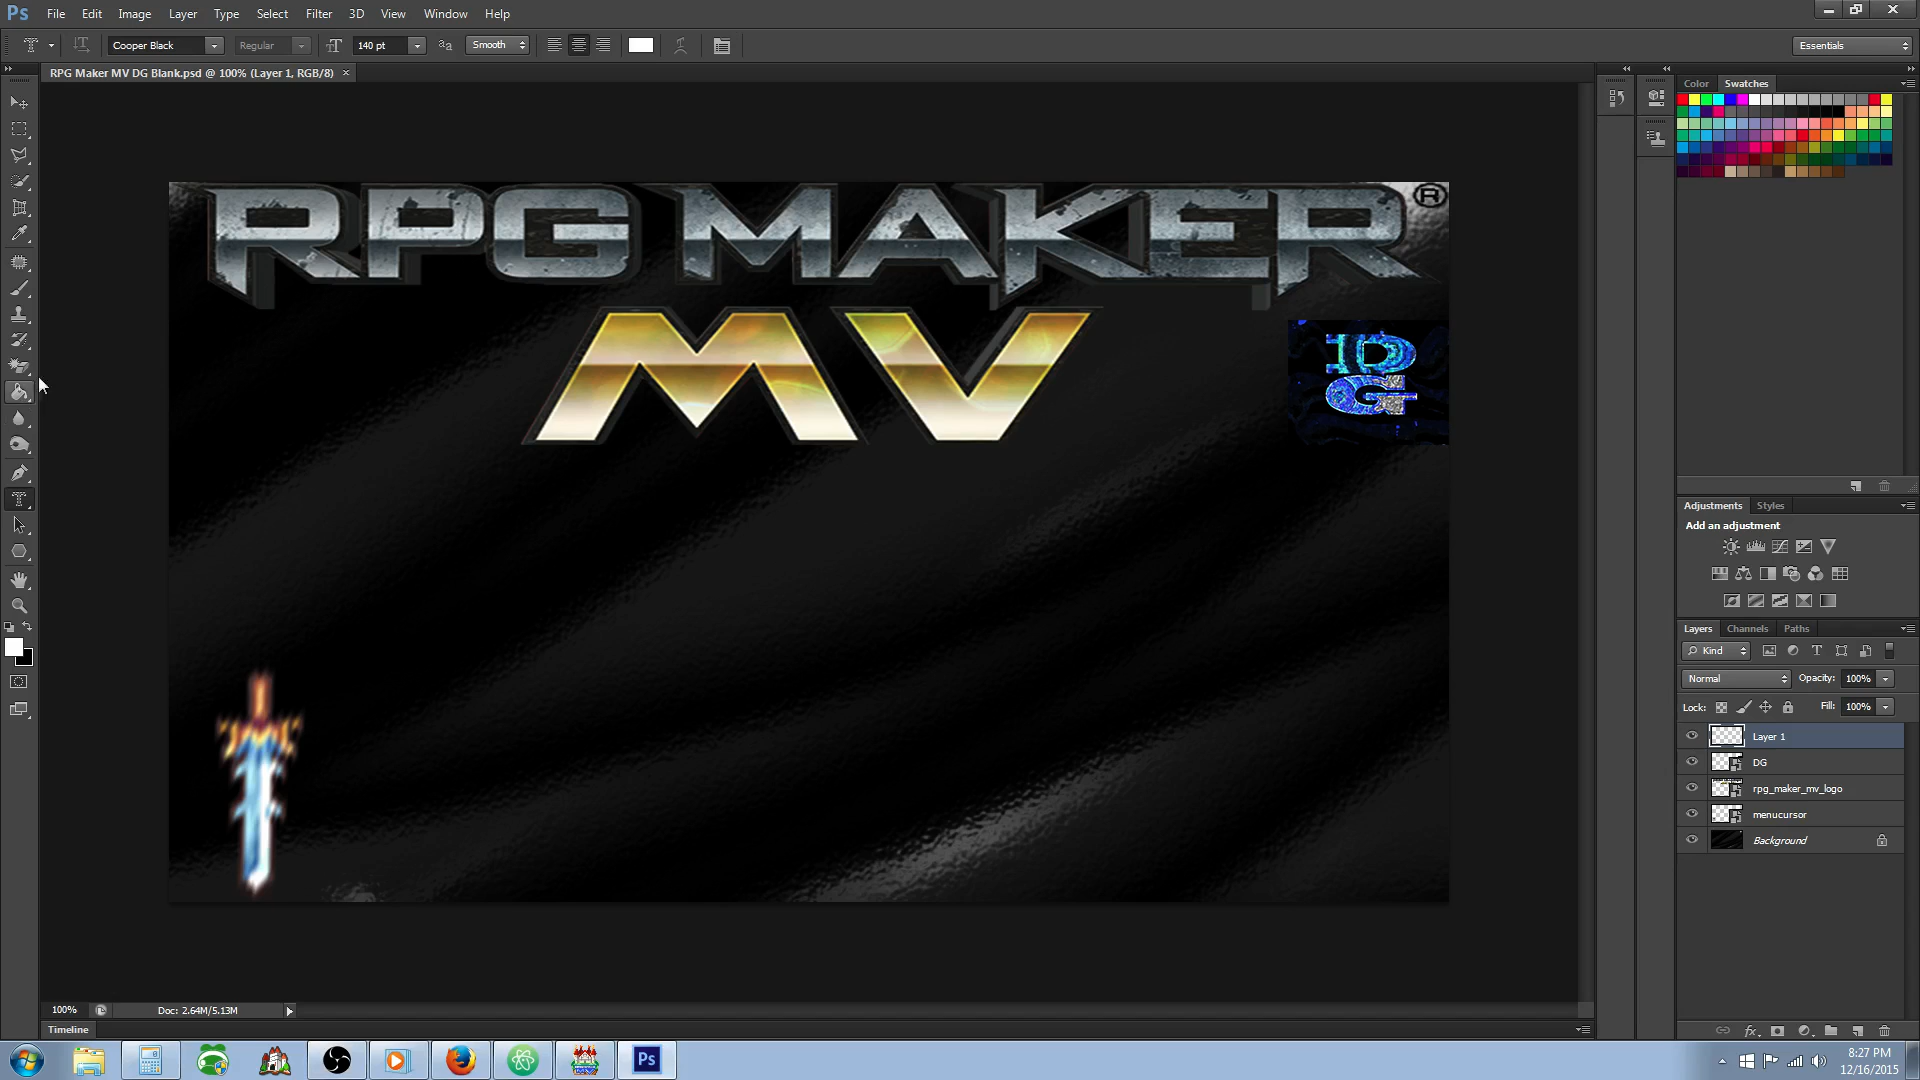 Ps File Edit Image Layer Type Select Filter 3D View Window Help
Cooper Black Regular 140 pt Smooth Essentials
RPG Maker MV DG Blank.psd @ 100% (Layer 1, RGB/8) ×
Color Swatches
RPG MAKER ®
MV
DG
Adjustments Styles
Add an adjustment
Layers Channels Paths
Kind
Normal Opacity: 100%
Lock: Fill: 100%
Layer 1
DG
rpg_maker_mv_logo
menucursor
Background
100% Doc: 2.64M/5.13M
Timeline
Ps
8:27 PM
12/16/2015